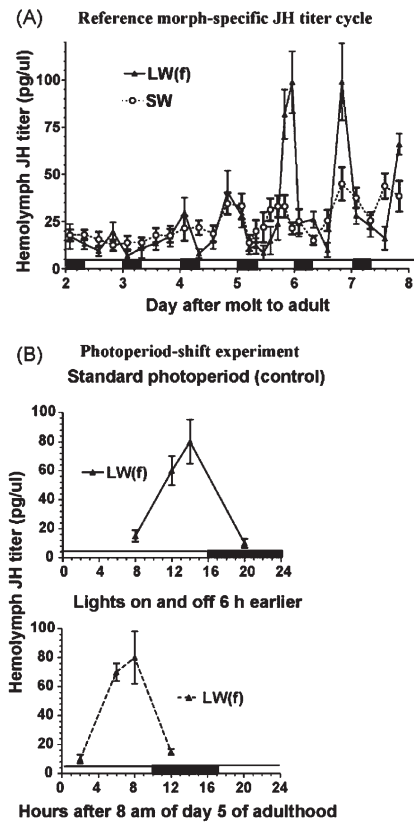 (A) Reference morph-specific JH titer cycle
Hemolymph JH titer (pg/ul)
100
75
50
25
0
LW(f)
SW
2 3 4 5 6 7 8
Day after molt to adult
(B) Photoperiod-shift experiment
Standard photoperiod (control)
Hemolymph JH titer (pg/ul)
100
80
60
40
20
0
LW(f)
0 4 8 12 16 20 24
Lights on and off 6 h earlier
100
80
60
40
20
0
LW(f)
0 4 8 12 16 20 24
Hours after 8 am of day 5 of adulthood